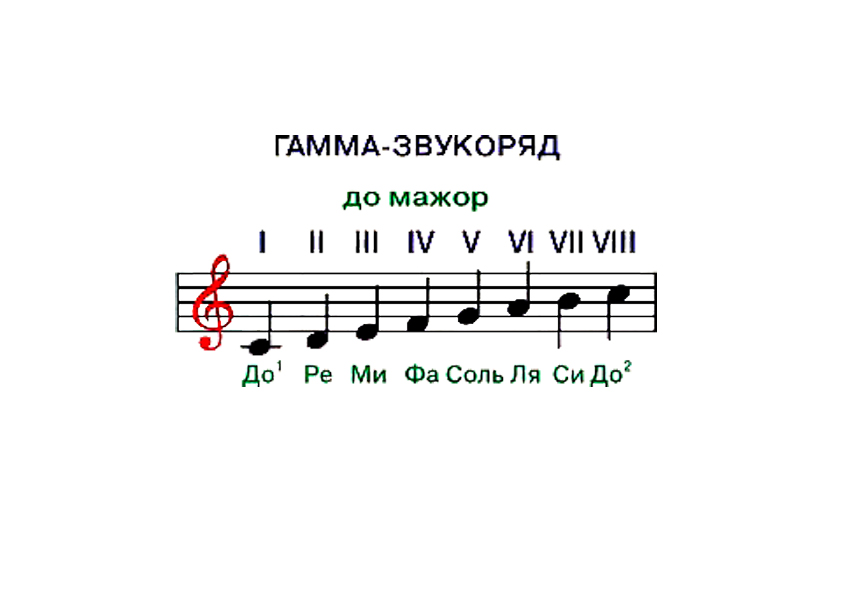 ГАММА-ЗВУКОРЯД
до мажор
I II III IV V VI VII VIII
До¹ Ре Ми Фа Соль Ля Си До²